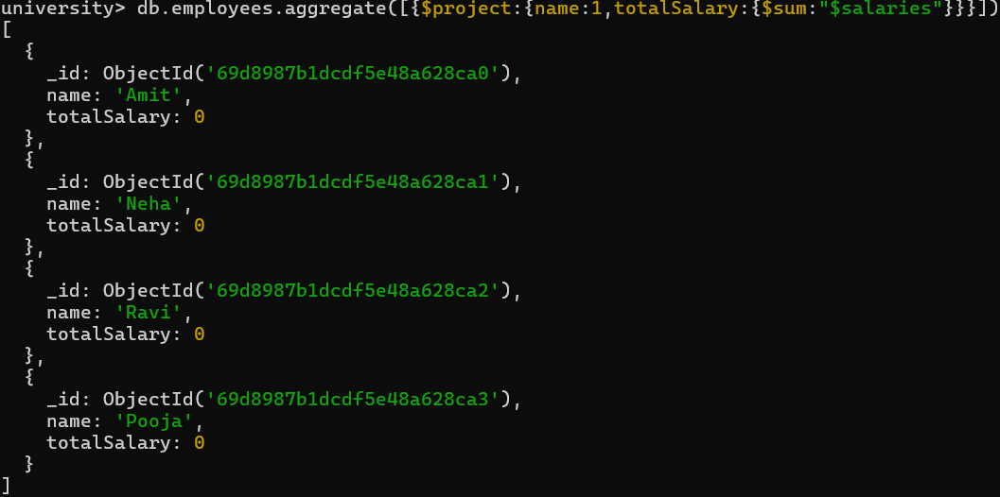 university> db.employees.aggregate([{$project:{name:1,totalSalary:{$sum:"$salaries"}}}])
[
  {
    _id: ObjectId('69d8987b1dcdf5e48a628ca0'),
    name: 'Amit',
    totalSalary: 0
  },
  {
    _id: ObjectId('69d8987b1dcdf5e48a628ca1'),
    name: 'Neha',
    totalSalary: 0
  },
  {
    _id: ObjectId('69d8987b1dcdf5e48a628ca2'),
    name: 'Ravi',
    totalSalary: 0
  },
  {
    _id: ObjectId('69d8987b1dcdf5e48a628ca3'),
    name: 'Pooja',
    totalSalary: 0
  }
]